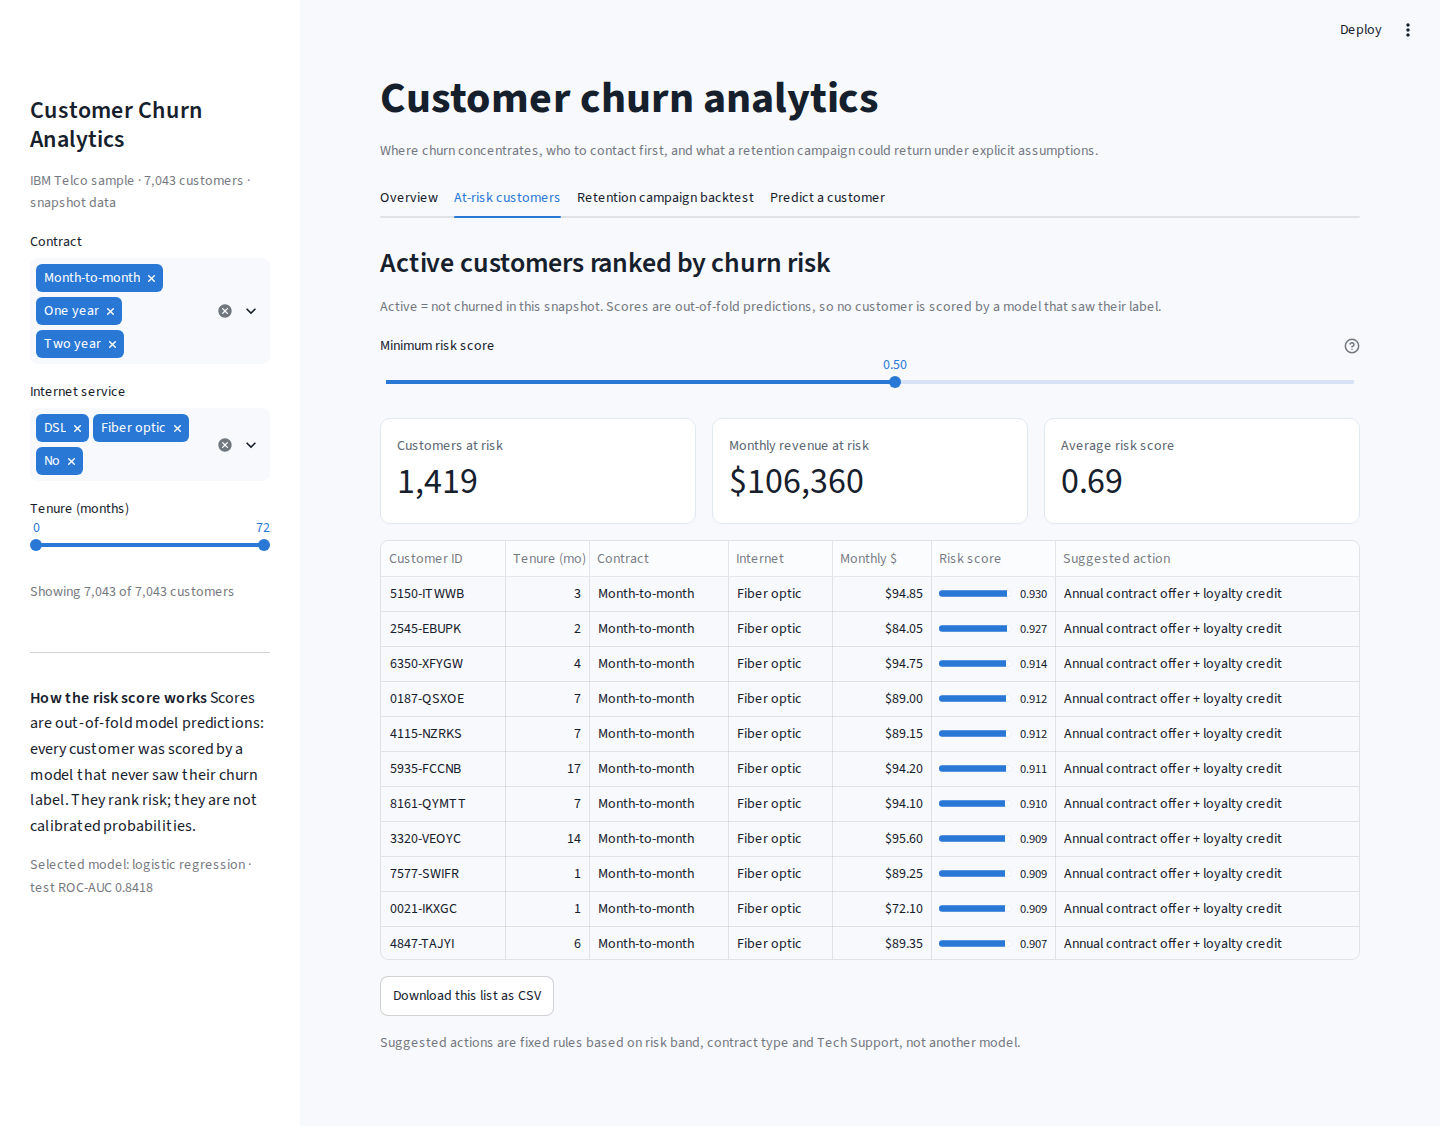 Deploy
Customer Churn
Analytics
IBM Telco sample · 7,043 customers ·
snapshot data
Contract
Month-to-month
One year
Two year
Internet service
DSL Fiber optic
No
Tenure (months)
0 72
Showing 7,043 of 7,043 customers
How the risk score works Scores
are out-of-fold model predictions:
every customer was scored by a
model that never saw their churn
label. They rank risk; they are not
calibrated probabilities.
Selected model: logistic regression ·
test ROC-AUC 0.8418
Customer churn analytics
Where churn concentrates, who to contact first, and what a retention campaign could return under explicit assumptions.
Overview At-risk customers Retention campaign backtest Predict a customer
Active customers ranked by churn risk
Active = not churned in this snapshot. Scores are out-of-fold predictions, so no customer is scored by a model that saw their label.
Minimum risk score
0.50
Customers at risk Monthly revenue at risk Average risk score
1,419 $106,360 0.69
Customer ID Tenure (mo) Contract Internet Monthly $ Risk score Suggested action
5150-ITWWB 3 Month-to-month Fiber optic $94.85 0.930 Annual contract offer + loyalty credit
2545-EBUPK 2 Month-to-month Fiber optic $84.05 0.927 Annual contract offer + loyalty credit
6350-XFYGW 4 Month-to-month Fiber optic $94.75 0.914 Annual contract offer + loyalty credit
0187-QSXOE 7 Month-to-month Fiber optic $89.00 0.912 Annual contract offer + loyalty credit
4115-NZRKS 7 Month-to-month Fiber optic $89.15 0.912 Annual contract offer + loyalty credit
5935-FCCNB 17 Month-to-month Fiber optic $94.20 0.911 Annual contract offer + loyalty credit
8161-QYMTT 7 Month-to-month Fiber optic $94.10 0.910 Annual contract offer + loyalty credit
3320-VEOYC 14 Month-to-month Fiber optic $95.60 0.909 Annual contract offer + loyalty credit
7577-SWIFR 1 Month-to-month Fiber optic $89.25 0.909 Annual contract offer + loyalty credit
0021-IKXGC 1 Month-to-month Fiber optic $72.10 0.909 Annual contract offer + loyalty credit
4847-TAJYI 6 Month-to-month Fiber optic $89.35 0.907 Annual contract offer + loyalty credit
Download this list as CSV
Suggested actions are fixed rules based on risk band, contract type and Tech Support, not another model.